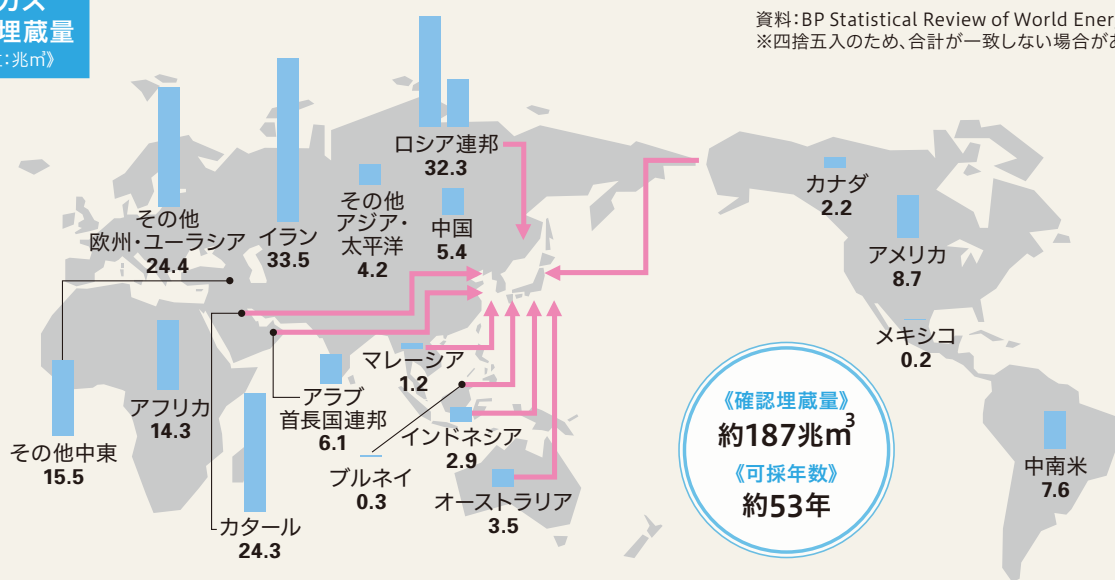 ガス
埋蔵量
：兆㎥》
資料：BP Statistical Review of World Ener
※四捨五入のため、合計が一致しない場合があ
ロシア連邦
32.3
その他
欧州・ユーラシア
24.4
イラン
33.5
その他
アジア・
太平洋
4.2
中国
5.4
カナダ
2.2
アメリカ
8.7
メキシコ
0.2
マレーシア
1.2
アフリカ
14.3
アラブ
首長国連邦
6.1
インドネシア
2.9
その他中東
15.5
ブルネイ
0.3
オーストラリア
3.5
カタール
24.3
《確認埋蔵量》
約187兆m³
《可採年数》
約53年
中南米
7.6